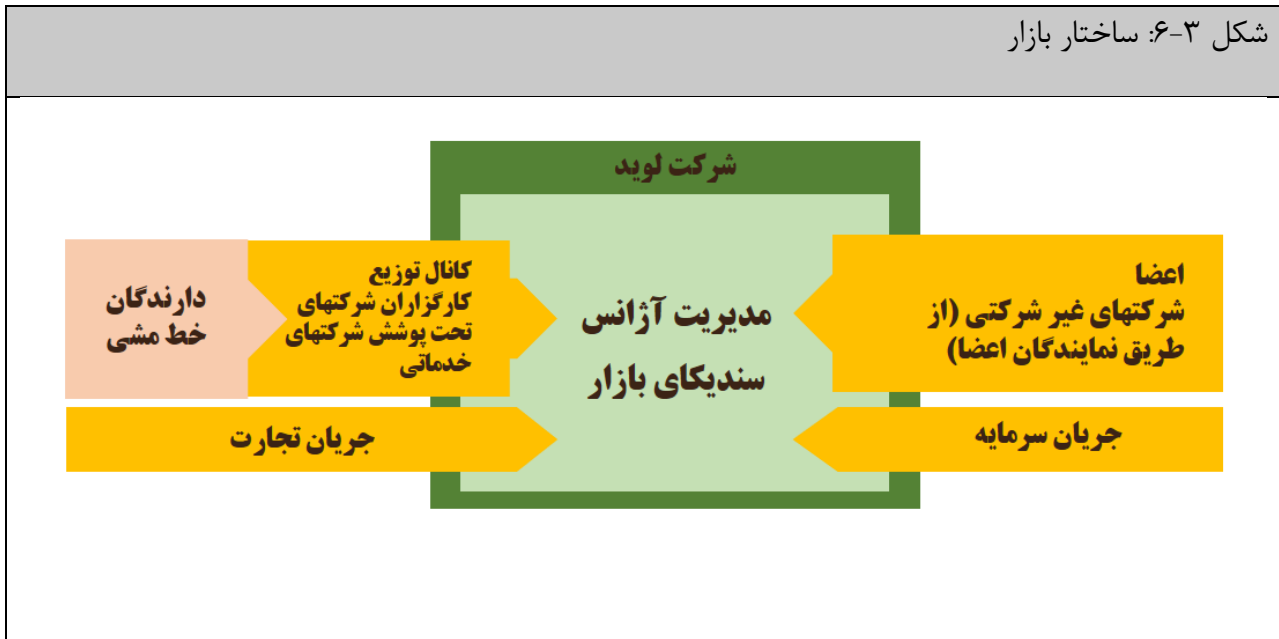 شکل ۳-۶: ساختار بازار
شرکت لوید
اعضا
شرکتهای غیر شرکتی (از
طریق نمایندگان اعضا)
مدیریت آژانس
سندیکای بازار
کانال توزیع
کارگزاران شرکتهای
تحت پوشش شرکتهای
خدماتی
دارندگان
خط مشی
جریان سرمایه
جریان تجارت